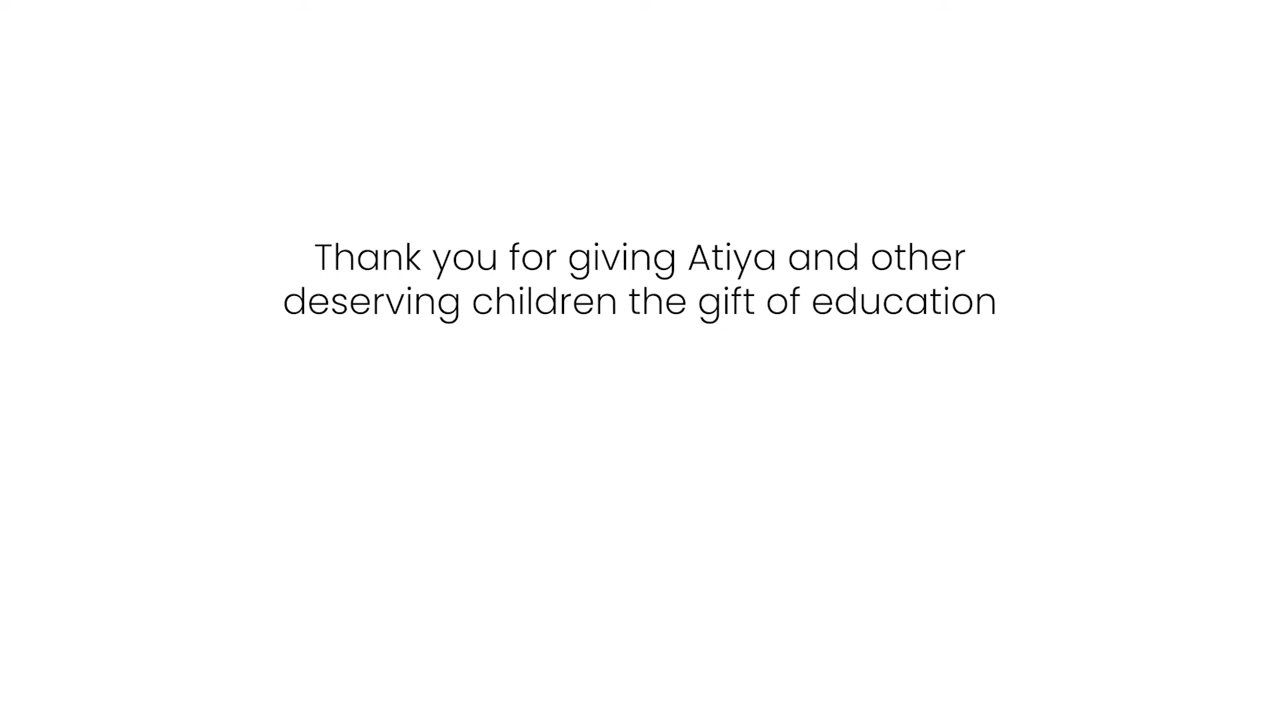 Thank you for giving Atiya and other
deserving children the gift of education